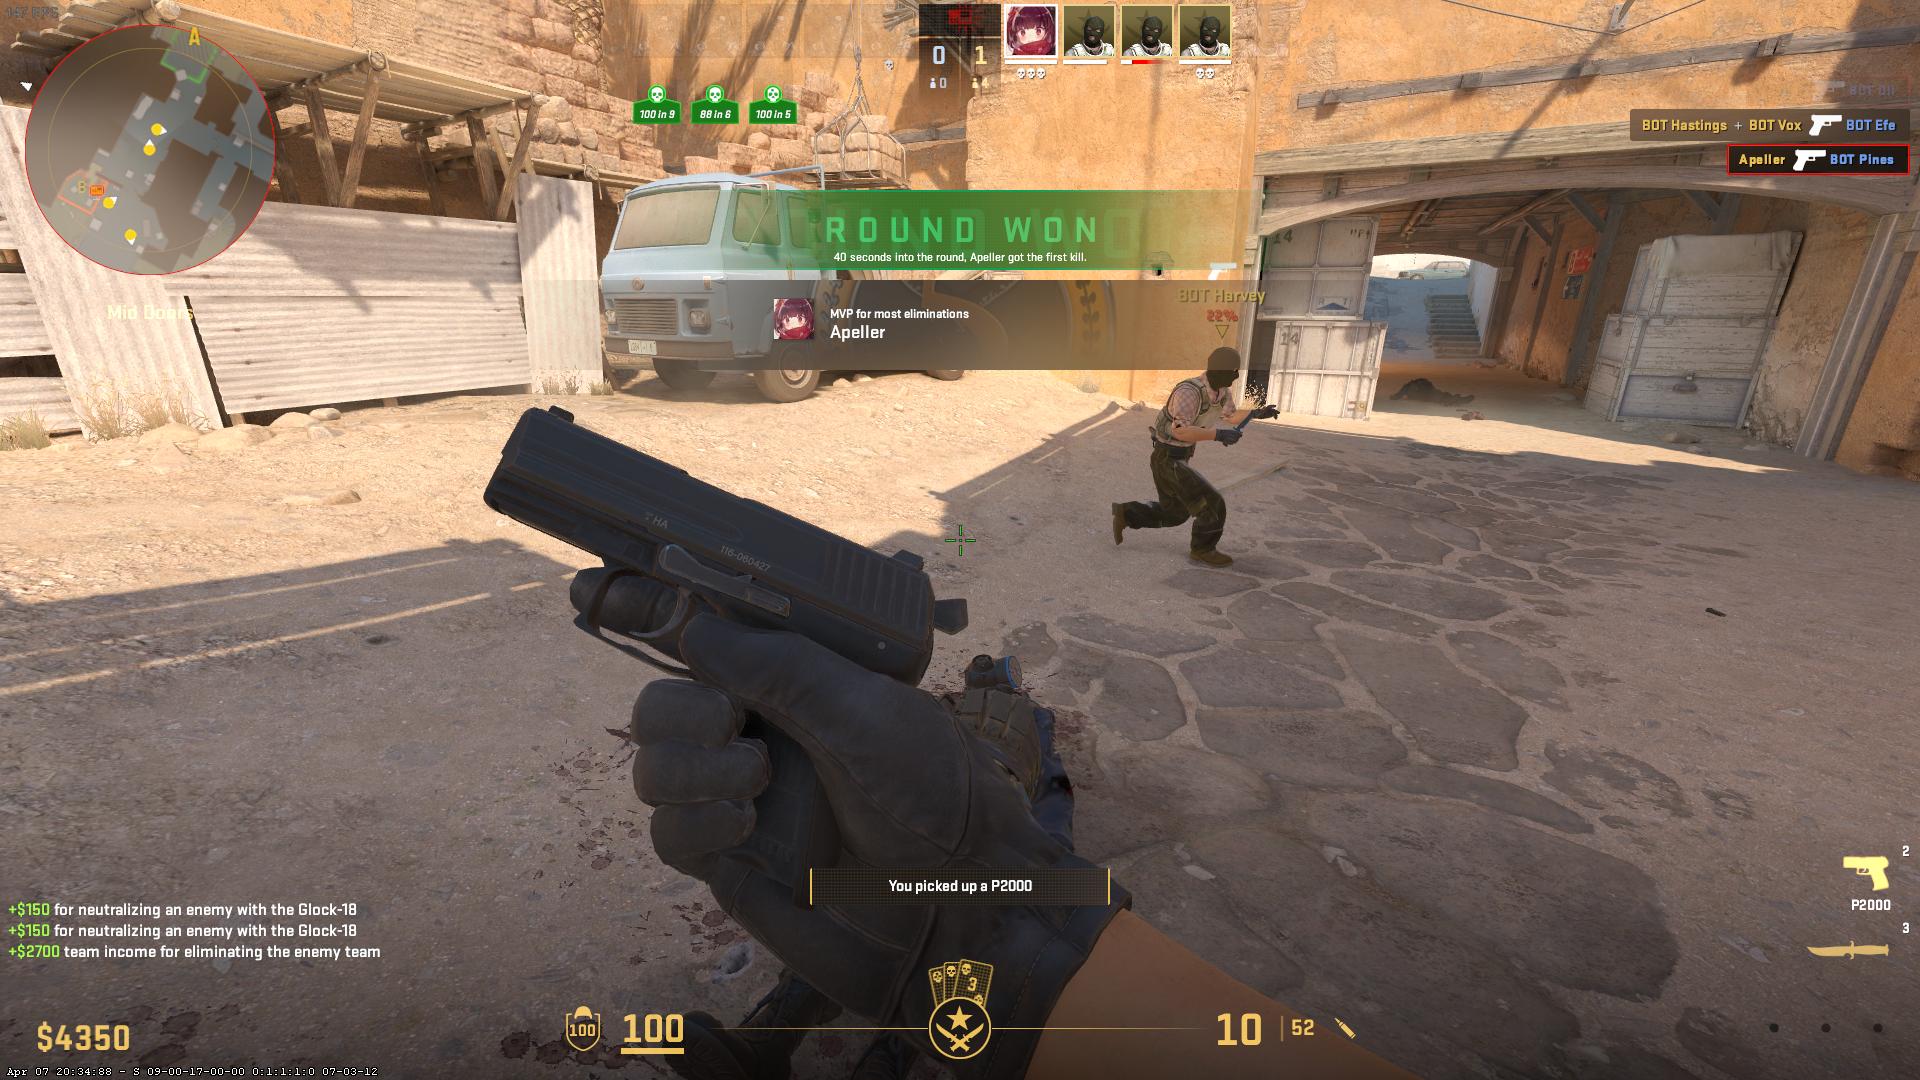 147 FPS
A
0
1
0
4
100 in 9
88 in 6
100 in 5
BOT Hastings + BOT Vox BOT Efe
Apeller BOT Pines
B
ROUND WON
40 seconds into the round, Apeller got the first kill.
MVP for most eliminations
Apeller
BOT Harvey
22%
Mid Doors
14
14
116-060427
You picked up a P2000
2
P2000
3
+$150 for neutralizing an enemy with the Glock-18
+$150 for neutralizing an enemy with the Glock-18
+$2700 team income for eliminating the enemy team
3
$4350
100
100
10
52
Apr 07 20:34:88 - S 09-00-17-00-00 0:1:1:1:0 07-03-12